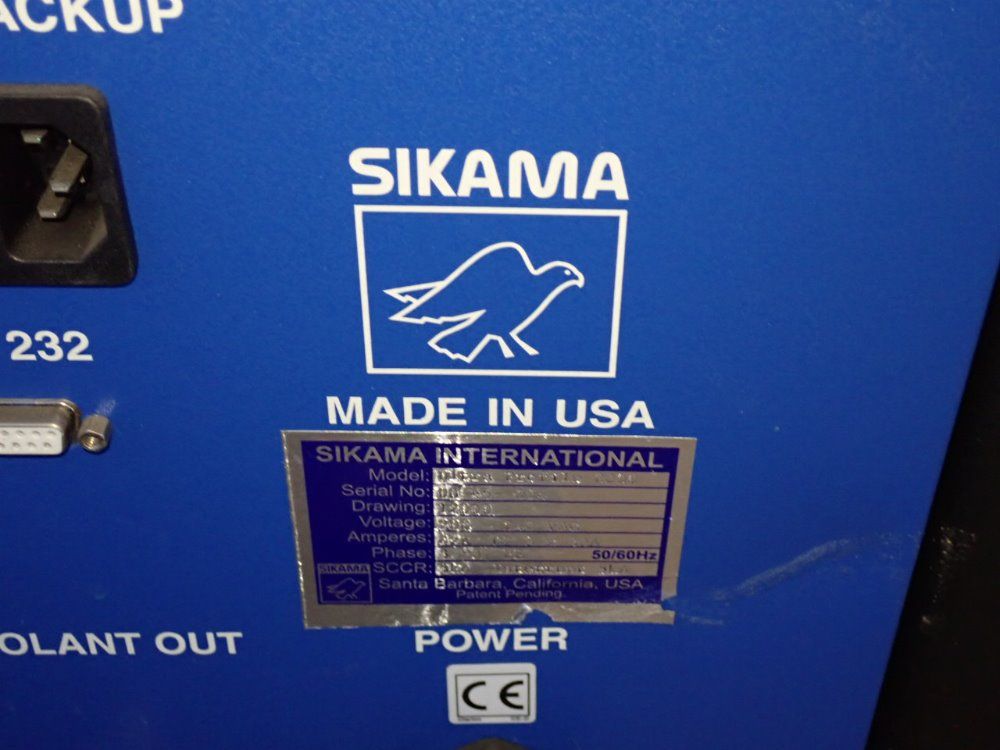 ACKUP
SIKAMA
232
MADE IN USA
SIKAMA INTERNATIONAL
Model:
Serial No:
Drawing:
Voltage:
Amperes:
Phase: 50/60Hz
SIKAMA SCCR:
Santa Barbara, California, USA
Patent Pending.
OLANT OUT
POWER
CE